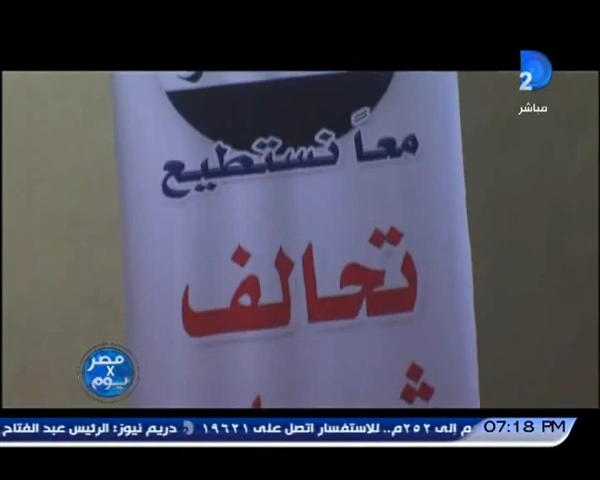 2
مباشر
معاً نستطيع
تحالف
مصر
x
يوم
م إلى ٢٥٢م.. للاستفسار اتصل على ١٩٦٢١ دريم نيوز: الرئيس عبد الفتاح
07:18 PM